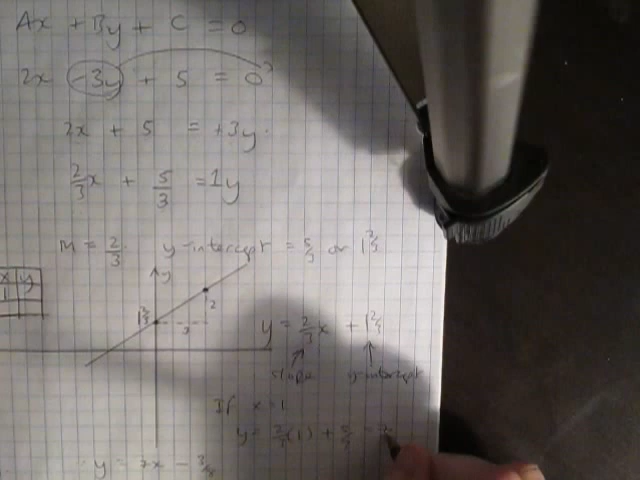 Ax + By + C = 0
2x - 3y + 5 = 0
2x + 5 = +3y
2/3 x + 5/3 = 1y
M = 2/3 y-intercept = 5/3 or 1 2/3
x y
1
y
1 2/3
2
3
y = 2/3 x + 1 2/3
slope y-intercept
If x = 1
y = 2/3 (1) + 5/3 =